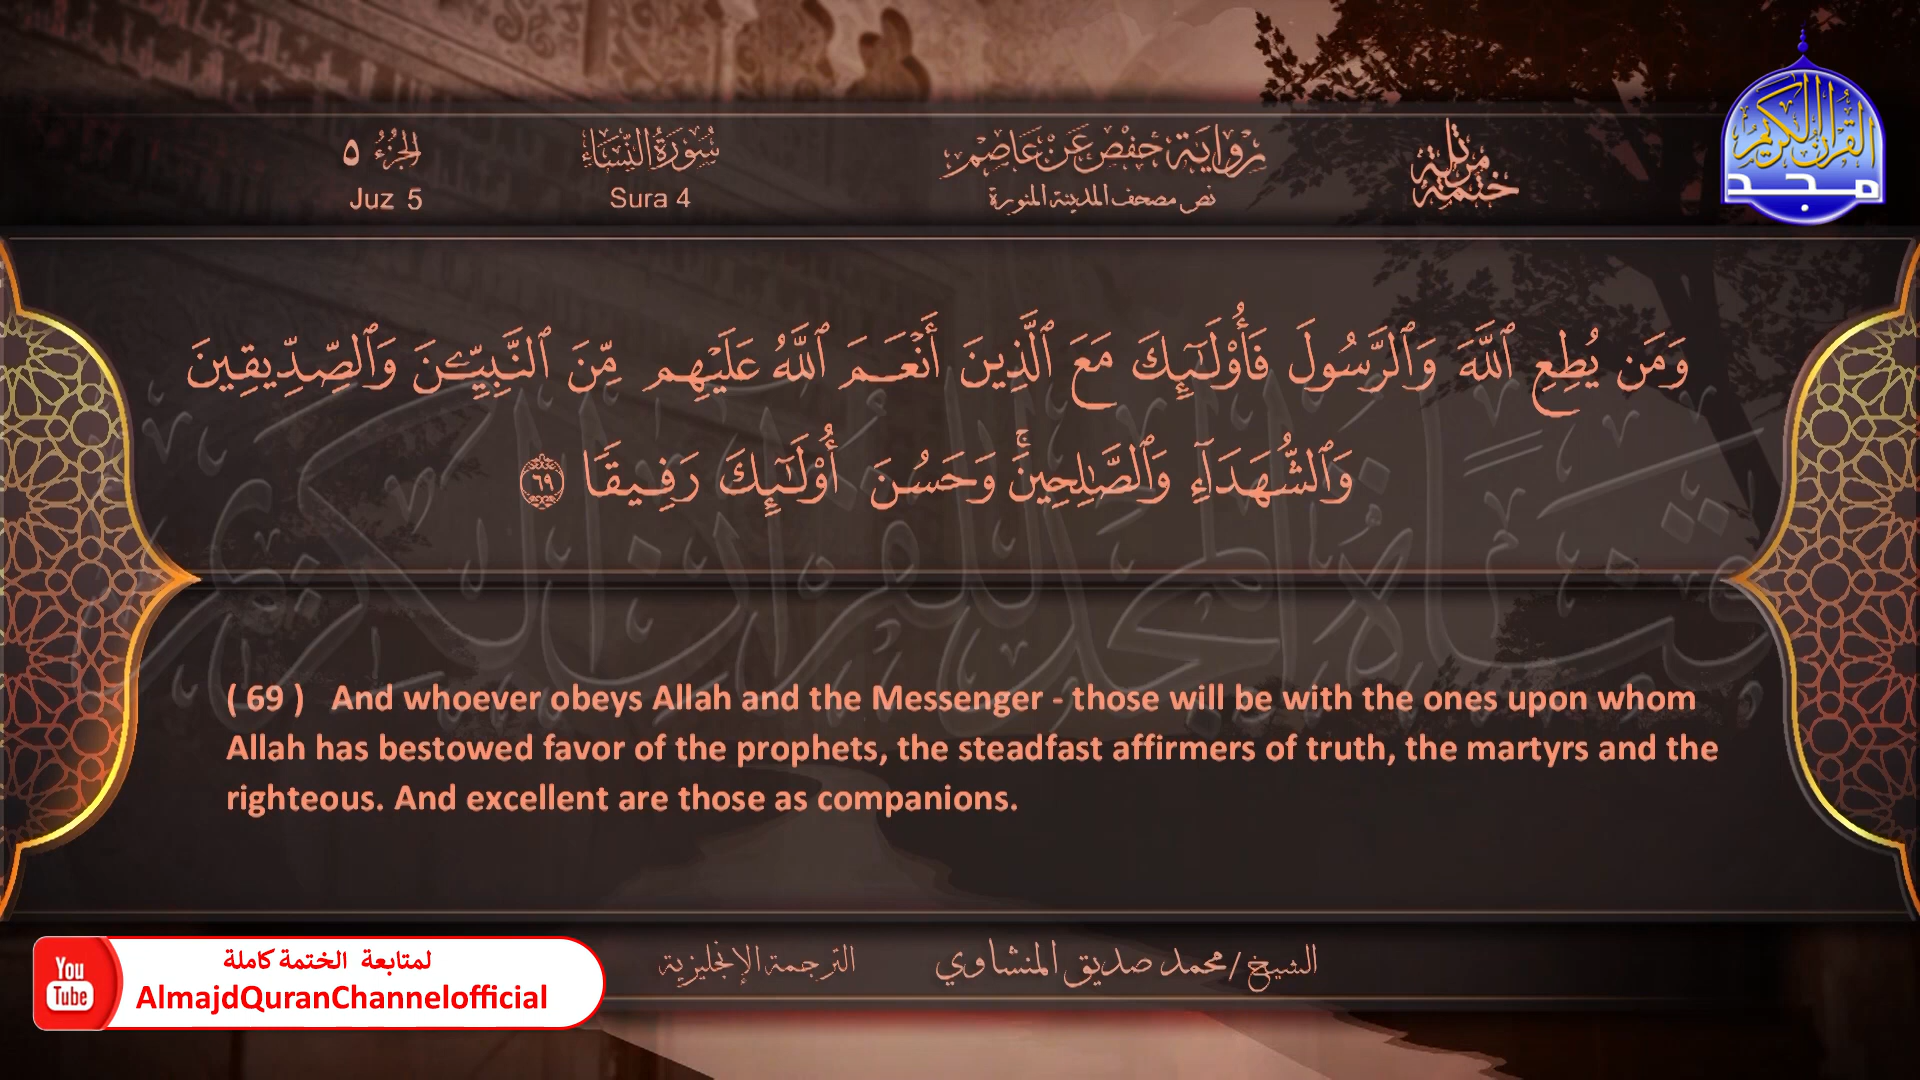 ختمة مرتلة
رواية حفص عن عاصم
نص مصحف المدينة المنورة
سورة النساء
Sura 4
الجزء ٥
Juz 5
القرآن الكريم
مجد
وَمَن يُطِعِ ٱللَّهَ وَٱلرَّسُولَ فَأُو۟لَـٰٓئِكَ مَعَ ٱلَّذِينَ أَنْعَمَ ٱللَّهُ عَلَيْهِم مِّنَ ٱلنَّبِيِّـۧنَ وَٱلصِّدِّيقِينَ
وَٱلشُّهَدَآءِ وَٱلصَّـٰلِحِينَ ۚ وَحَسُنَ أُو۟لَـٰٓئِكَ رَفِيقًا ٦٩
قناة المجد للقرآن الكريم
( 69 ) And whoever obeys Allah and the Messenger - those will be with the ones upon whom
Allah has bestowed favor of the prophets, the steadfast affirmers of truth, the martyrs and the
righteous. And excellent are those as companions.
الشيخ / محمد صديق المنشاوي
الترجمة الإنجليزية
You
Tube
لمتابعة الختمة كاملة
AlmajdQuranChannelofficial